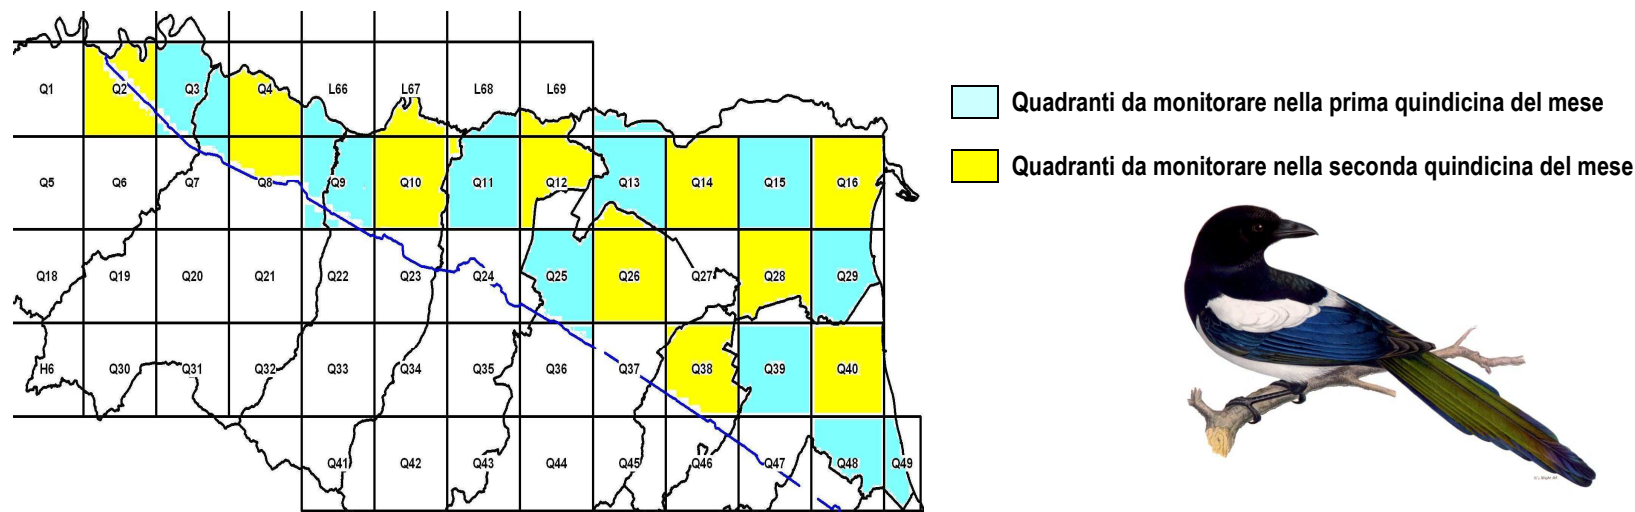 Q1 Q2 Q3 Q4 L66 L67 L68 L69
Q5 Q6 Q7 Q8 Q9 Q10 Q11 Q12 Q13 Q14 Q15 Q16
Q18 Q19 Q20 Q21 Q22 Q23 Q24 Q25 Q26 Q27 Q28 Q29
H6 Q30 Q31 Q32 Q33 Q34 Q35 Q36 Q37 Q38 Q39 Q40
Q41 Q42 Q43 Q44 Q45 Q46 Q47 Q48 Q49
Quadranti da monitorare nella prima quindicina del mese
Quadranti da monitorare nella seconda quindicina del mese